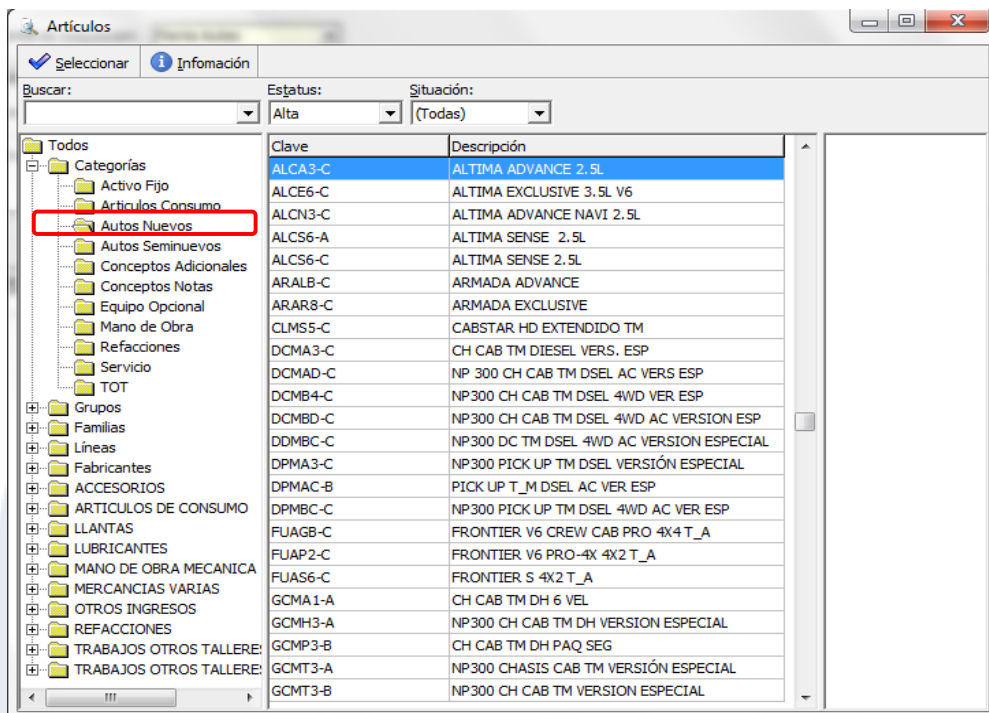 Artículos
Seleccionar Infomación
Buscar: Estatus: Situación:
Alta (Todas)
Todos
Categorías
Activo Fijo
Articulos Consumo
Autos Nuevos
Autos Seminuevos
Conceptos Adicionales
Conceptos Notas
Equipo Opcional
Mano de Obra
Refacciones
Servicio
TOT
Grupos
Familias
Líneas
Fabricantes
ACCESORIOS
ARTICULOS DE CONSUMO
LLANTAS
LUBRICANTES
MANO DE OBRA MECANICA
MERCANCIAS VARIAS
OTROS INGRESOS
REFACCIONES
TRABAJOS OTROS TALLERE
TRABAJOS OTROS TALLERE
Clave Descripción
ALCA3-C ALTIMA ADVANCE 2.5L
ALCE6-C ALTIMA EXCLUSIVE 3.5L V6
ALCN3-C ALTIMA ADVANCE NAVI 2.5L
ALCS6-A ALTIMA SENSE 2.5L
ALCS6-C ALTIMA SENSE 2.5L
ARALB-C ARMADA ADVANCE
ARAR8-C ARMADA EXCLUSIVE
CLMS5-C CABSTAR HD EXTENDIDO TM
DCMA3-C CH CAB TM DIESEL VERS. ESP
DCMAD-C NP 300 CH CAB TM DSEL AC VERS ESP
DCMB4-C NP300 CH CAB TM DSEL 4WD VER ESP
DCMBD-C NP300 CH CAB TM DSEL 4WD AC VERSION ESP
DDMBC-C NP300 DC TM DSEL 4WD AC VERSION ESPECIAL
DPMA3-C NP300 PICK UP TM DSEL VERSIÓN ESPECIAL
DPMAC-B PICK UP T_M DSEL AC VER ESP
DPMBC-C NP300 PICK UP TM DSEL 4WD AC VER ESP
FUAGB-C FRONTIER V6 CREW CAB PRO 4X4 T_A
FUAP2-C FRONTIER V6 PRO-4X 4X2 T_A
FUAS6-C FRONTIER S 4X2 T_A
GCMA1-A CH CAB TM DH 6 VEL
GCMH3-A NP300 CH CAB TM DH VERSION ESPECIAL
GCMP3-B CH CAB TM DH PAQ SEG
GCMT3-A NP300 CHASIS CAB TM VERSIÓN ESPECIAL
GCMT3-B NP300 CH CAB TM VERSION ESPECIAL